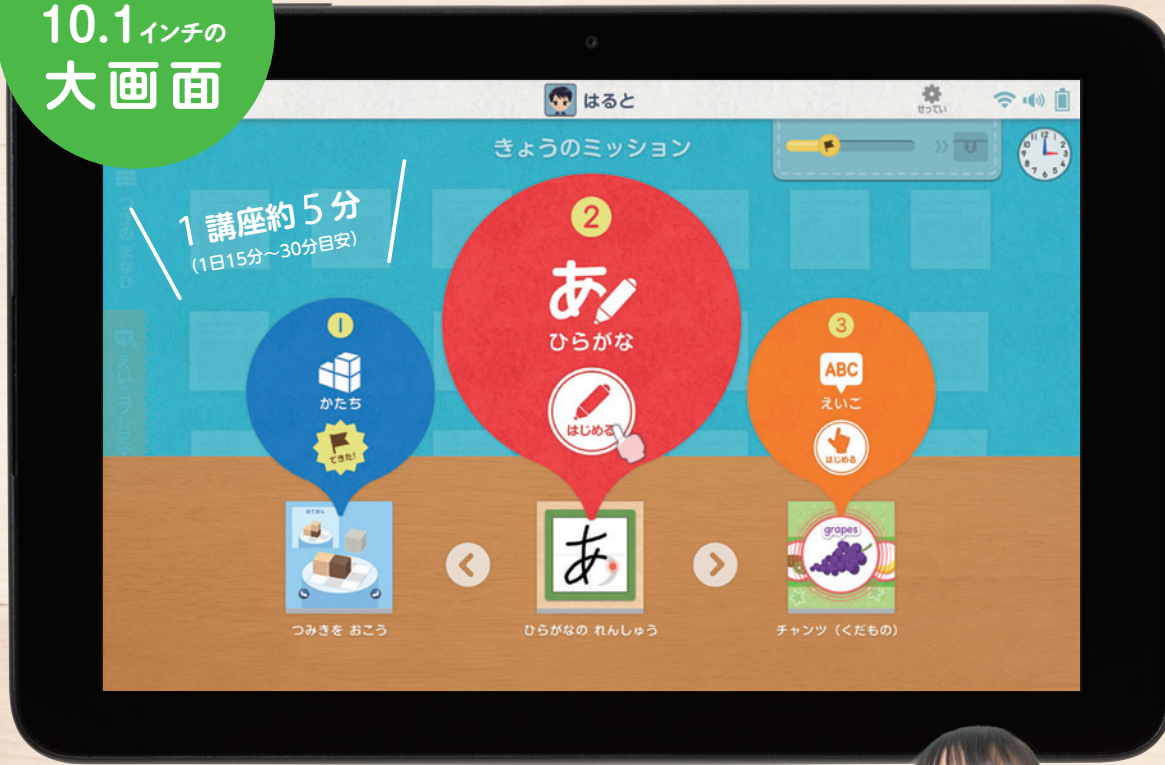 10.1インチの
大画面
はると
せってい
きょうのミッション
1講座約5分
(1日15分～30分目安)
1
かたち
できた!
2
あ
ひらがな
はじめる
3
ABC
えいご
はじめる
grapes
あ
つみきを おこう
ひらがなの れんしゅう
チャンツ（くだもの）